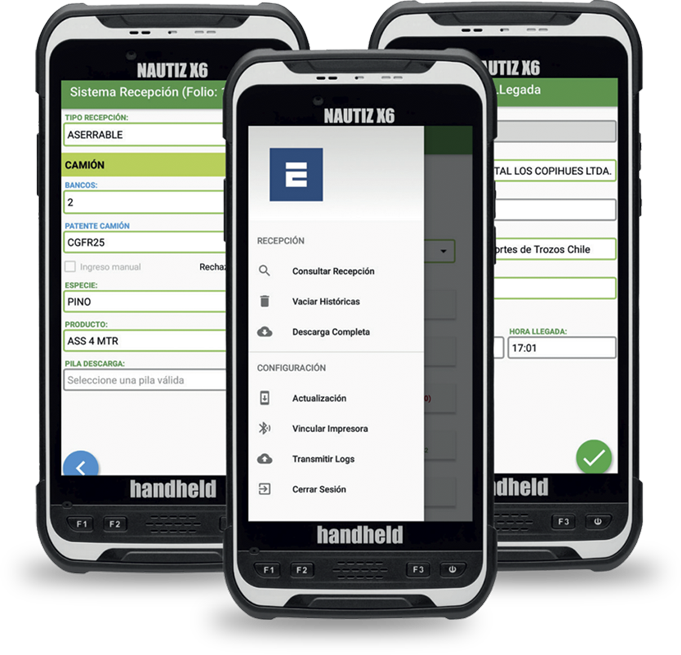 NAUTIZ X6
Sistema Recepción (Folio:
TIPO RECEPCIÓN:
ASERRABLE
CAMIÓN
BANCOS:
2
PATENTE CAMIÓN
CGFR25
Ingreso manual
Rechaz
ESPECIE:
PINO
PRODUCTO:
ASS 4 MTR
PILA DESCARGA:
Seleccione una pila válida
handheld
F1
F2
NAUTIZ X6
E
RECEPCIÓN
Consultar Recepción
Vaciar Históricas
Descarga Completa
CONFIGURACIÓN
Actualización
Vincular Impresora
Transmitir Logs
Cerrar Sesión
handheld
F1
F2
F3
UTIZ X6
Llegada
TAL LOS COPIHUES LTDA.
ortes de Trozos Chile
HORA LLEGADA:
17:01
dheld
F3